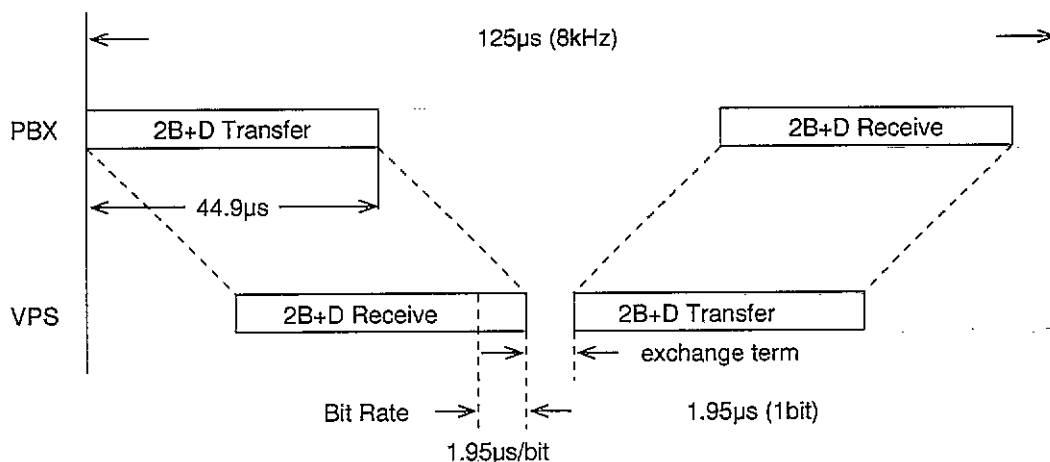 125µs (8kHz)
PBX
2B+D Transfer
2B+D Receive
44.9µs
VPS
2B+D Receive
2B+D Transfer
exchange term
Bit Rate
1.95µs (1bit)
1.95µs/bit